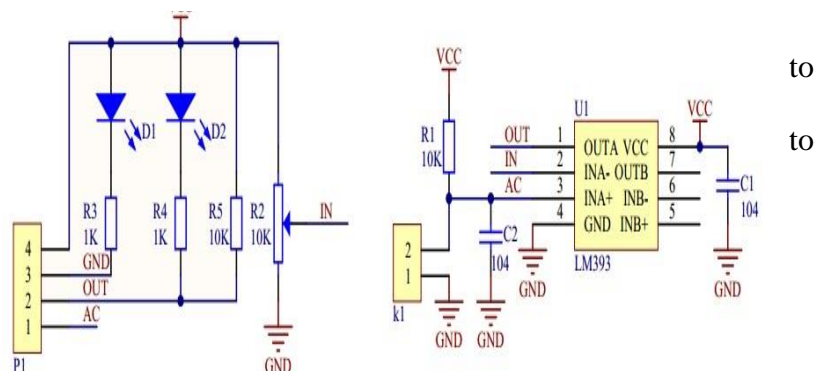 VCC
D1
D2
R3
1K
R4
1K
R5
10K
R2
10K
IN
4
3
2
1
GND
OUT
AC
P1
GND
VCC
R1
10K
2
1
k1
GND
C2
104
GND
OUT
IN
AC
U1
1
2
3
4
OUTA VCC
INA- OUTB
INA+ INB-
GND INB+
8
7
6
5
LM393
GND
VCC
C1
104
GND
to
to